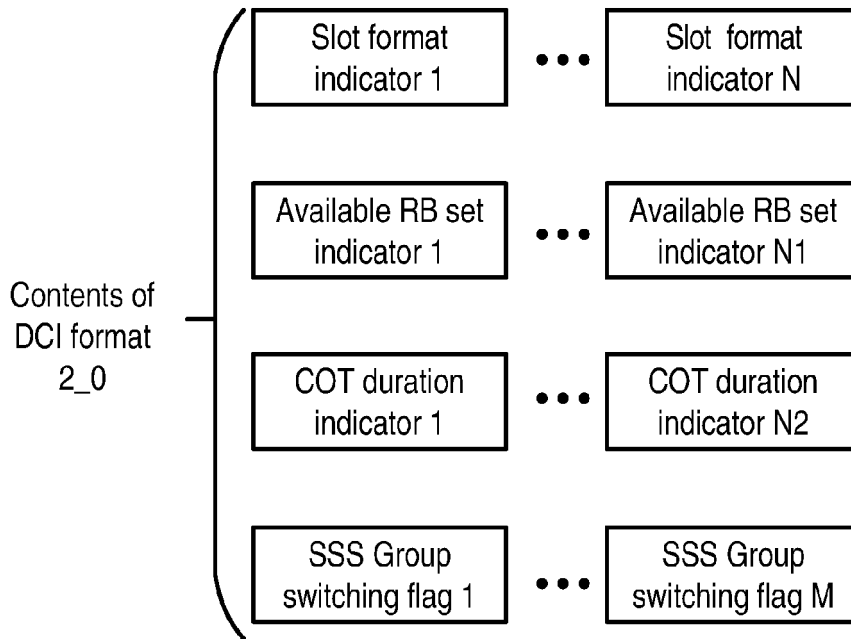 Slot format
indicator 1
Slot format
indicator N
Available RB set
indicator 1
Available RB set
indicator N1
Contents of
DCI format
2_0
COT duration
indicator 1
COT duration
indicator N2
SSS Group
switching flag 1
SSS Group
switching flag M